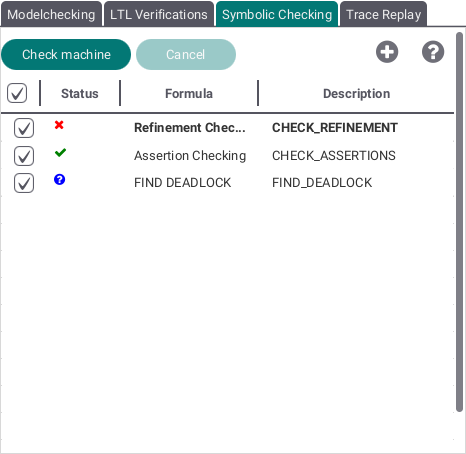 Modelchecking LTL Verifications Symbolic Checking Trace Replay
Check machine Cancel
Status Formula Description
Refinement Chec... CHECK_REFINEMENT
Assertion Checking CHECK_ASSERTIONS
FIND DEADLOCK FIND_DEADLOCK